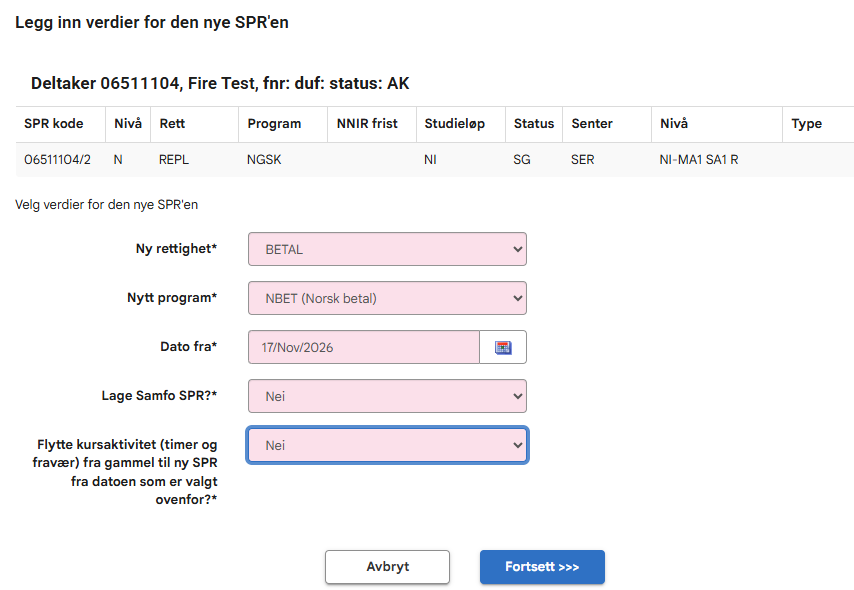 Legg inn verdier for den nye SPR'en
Deltaker 06511104, Fire Test, fnr: duf: status: AK
SPR kode Nivå Rett Program NNIR frist Studieløp Status Senter Nivå Type
06511104/2 N REPL NGSK NI SG SER NI-MA1 SA1 R
Velg verdier for den nye SPR'en
Ny rettighet* BETAL
Nytt program* NBET (Norsk betal)
Dato fra* 17/Nov/2026
Lage Samfo SPR?* Nei
Flytte kursaktivitet (timer og Nei
fravær) fra gammel til ny SPR
fra datoen som er valgt
ovenfor?*
Avbryt Fortsett >>>